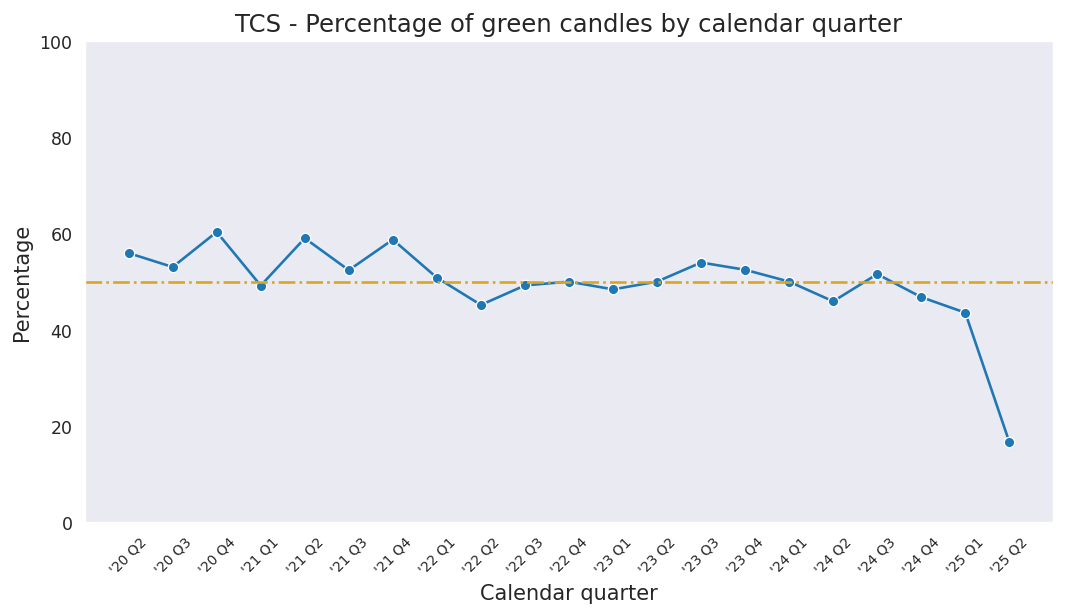 TCS - Percentage of green candles by calendar quarter
100
80
60
40
20
0
Percentage
'20 Q2
'20 Q3
'20 Q4
'21 Q1
'21 Q2
'21 Q3
'21 Q4
'22 Q1
'22 Q2
'22 Q3
'22 Q4
'23 Q1
'23 Q2
'23 Q3
'23 Q4
'24 Q1
'24 Q2
'24 Q3
'24 Q4
'25 Q1
'25 Q2
Calendar quarter